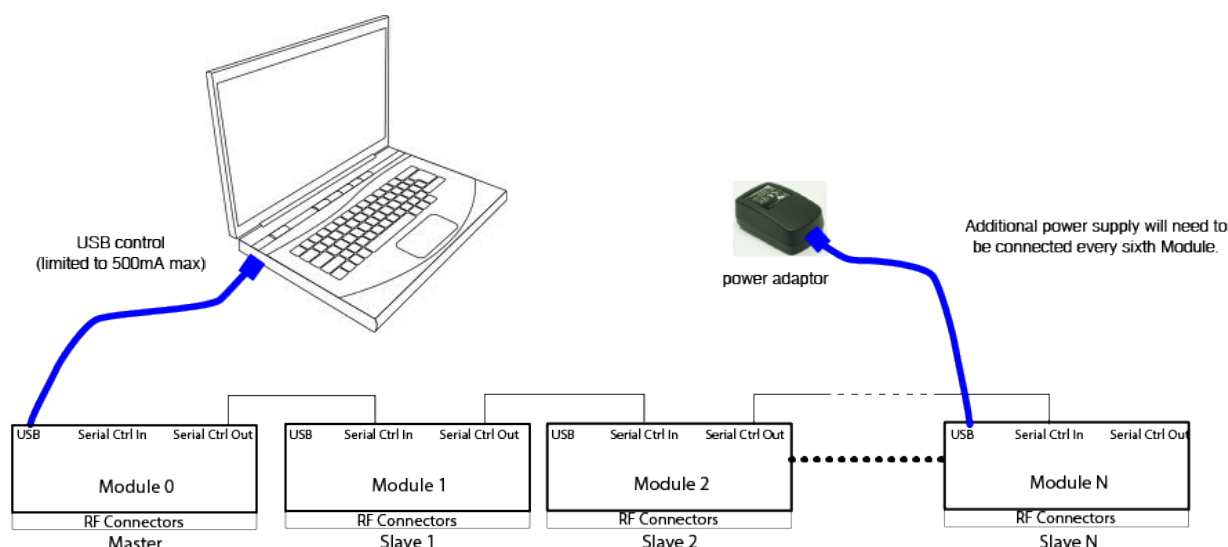 USB control
(limited to 500mA max)
power adaptor
Additional power supply will need to
be connected every sixth Module.
USB Serial Ctrl In Serial Ctrl Out
Module 0
RF Connectors
Master
USB Serial Ctrl In Serial Ctrl Out
Module 1
RF Connectors
Slave 1
USB Serial Ctrl In Serial Ctrl Out
Module 2
RF Connectors
Slave 2
USB Serial Ctrl In Serial Ctrl Out
Module N
RF Connectors
Slave N